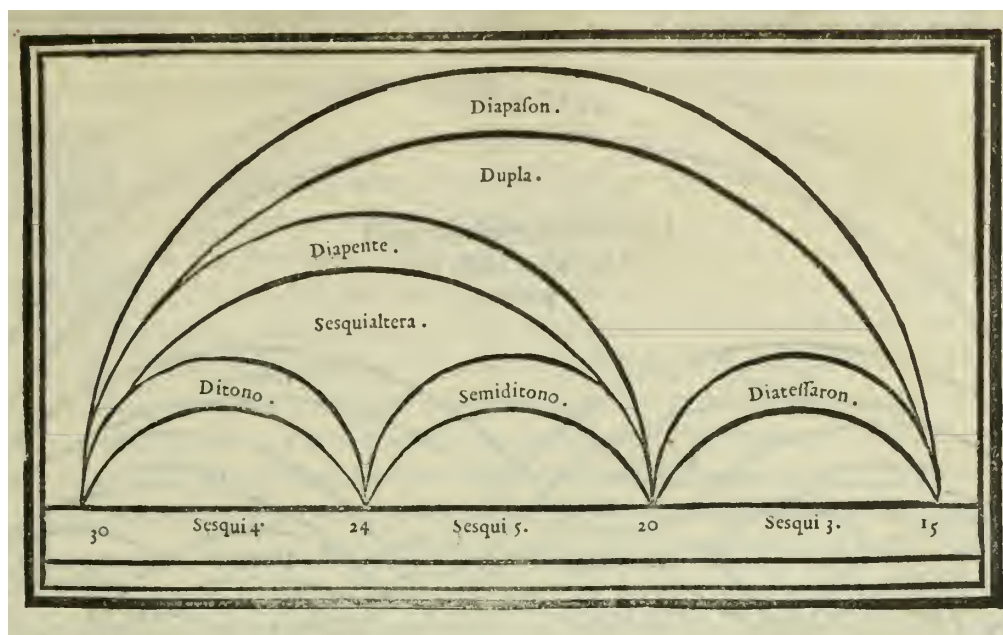 Diapaſon.
Dupla.
Diapente.
Sesquialtera.
Ditono. Semiditono. Diateſſaron.
30 Sesqui 4. 24 Sesqui 5. 20 Sesqui 3. 15